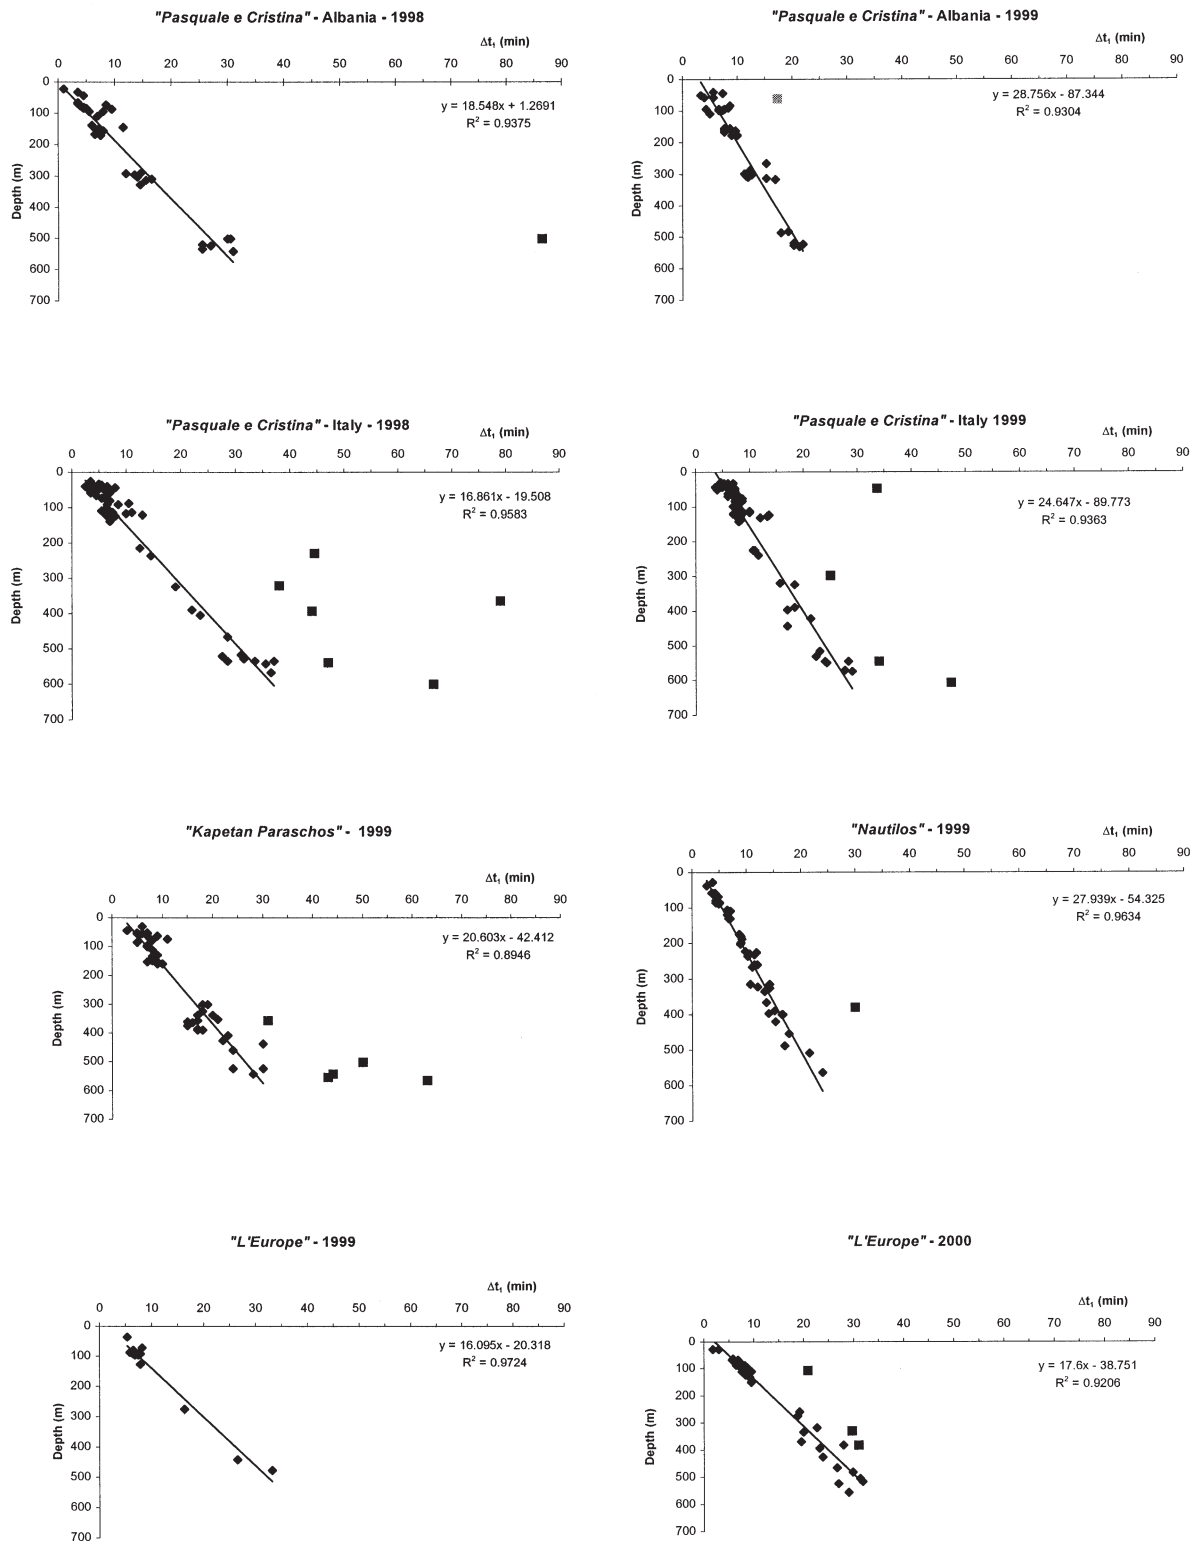 "Pasquale e Cristina" - Albania - 1998
Δt₁ (min)
0 10 20 30 40 50 60 70 80 90
0
100
200
300
400
500
600
700
Depth (m)
y = 18.548x + 1.2691
R² = 0.9375
"Pasquale e Cristina" - Albania - 1999
Δt₁ (min)
0 10 20 30 40 50 60 70 80 90
0
100
200
300
400
500
600
700
Depth (m)
y = 28.756x - 87.344
R² = 0.9304
"Pasquale e Cristina" - Italy - 1998
Δt₁ (min)
0 10 20 30 40 50 60 70 80 90
0
100
200
300
400
500
600
700
Depth (m)
y = 16.861x - 19.508
R² = 0.9583
"Pasquale e Cristina" - Italy 1999
Δt₁ (min)
0 10 20 30 40 50 60 70 80 90
0
100
200
300
400
500
600
700
Depth (m)
y = 24.647x - 89.773
R² = 0.9363
"Kapetan Paraschos" - 1999
Δt₁ (min)
0 10 20 30 40 50 60 70 80 90
0
100
200
300
400
500
600
700
Depth (m)
y = 20.603x - 42.412
R² = 0.8946
"Nautilos" - 1999
Δt₁ (min)
0 10 20 30 40 50 60 70 80 90
0
100
200
300
400
500
600
700
Depth (m)
y = 27.939x - 54.325
R² = 0.9634
"L'Europe" - 1999
Δt₁ (min)
0 10 20 30 40 50 60 70 80 90
0
100
200
300
400
500
600
700
Depth (m)
y = 16.095x - 20.318
R² = 0.9724
"L'Europe" - 2000
Δt₁ (min)
0 10 20 30 40 50 60 70 80 90
0
100
200
300
400
500
600
700
Depth (m)
y = 17.6x - 38.751
R² = 0.9206